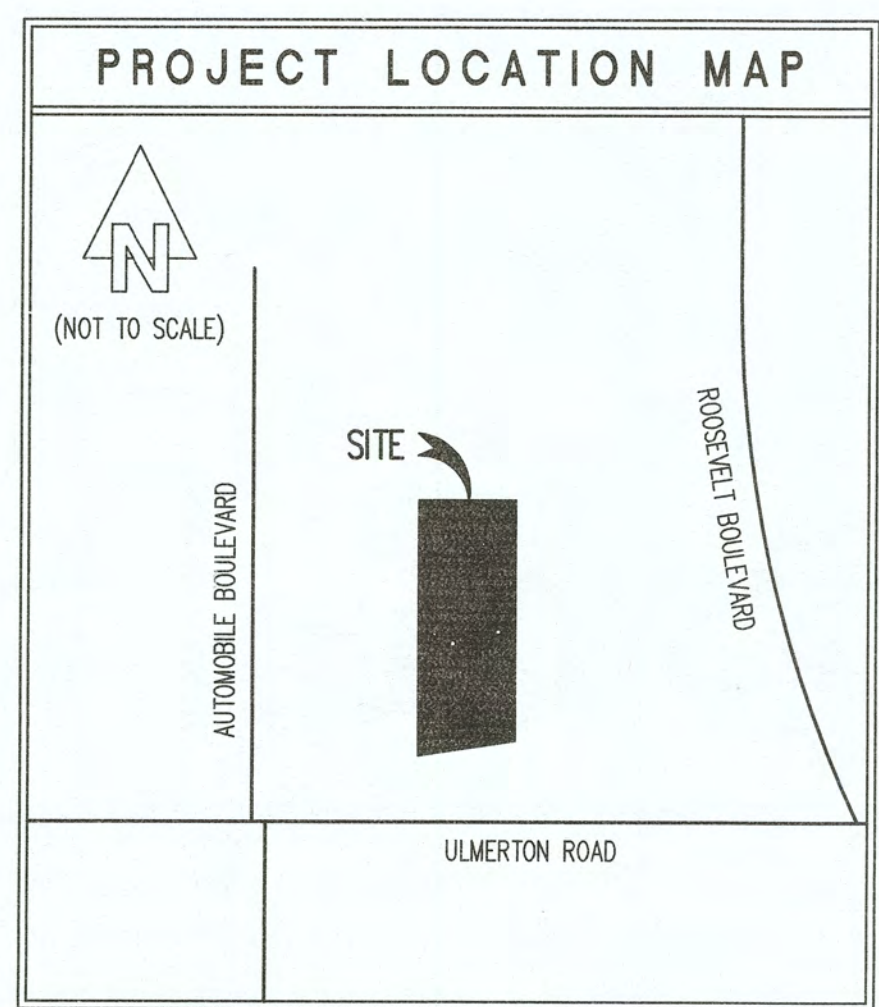 PROJECT LOCATION MAP
N
(NOT TO SCALE)
SITE
AUTOMOBILE BOULEVARD
ROOSEVELT BOULEVARD
ULMERTON ROAD